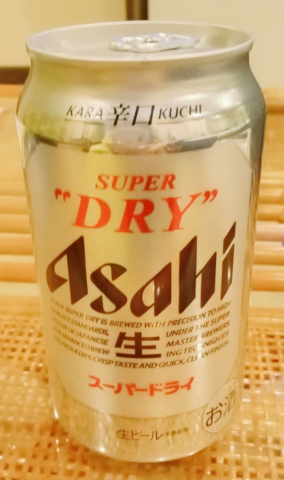 KARA 辛口 KUCHI
SUPER
"DRY"
Asahi
SUPER DRY IS BREWED WITH PRECISION TO HIGH
STANDARDS, UNDER THE SUPER
OF JAPANESE 生 MASTER BREWERS.
BREW ING TECHNIQUES
CRISP TASTE AND QUICK, CLEAN FINISH.
スーパードライ
お酒
生ビール